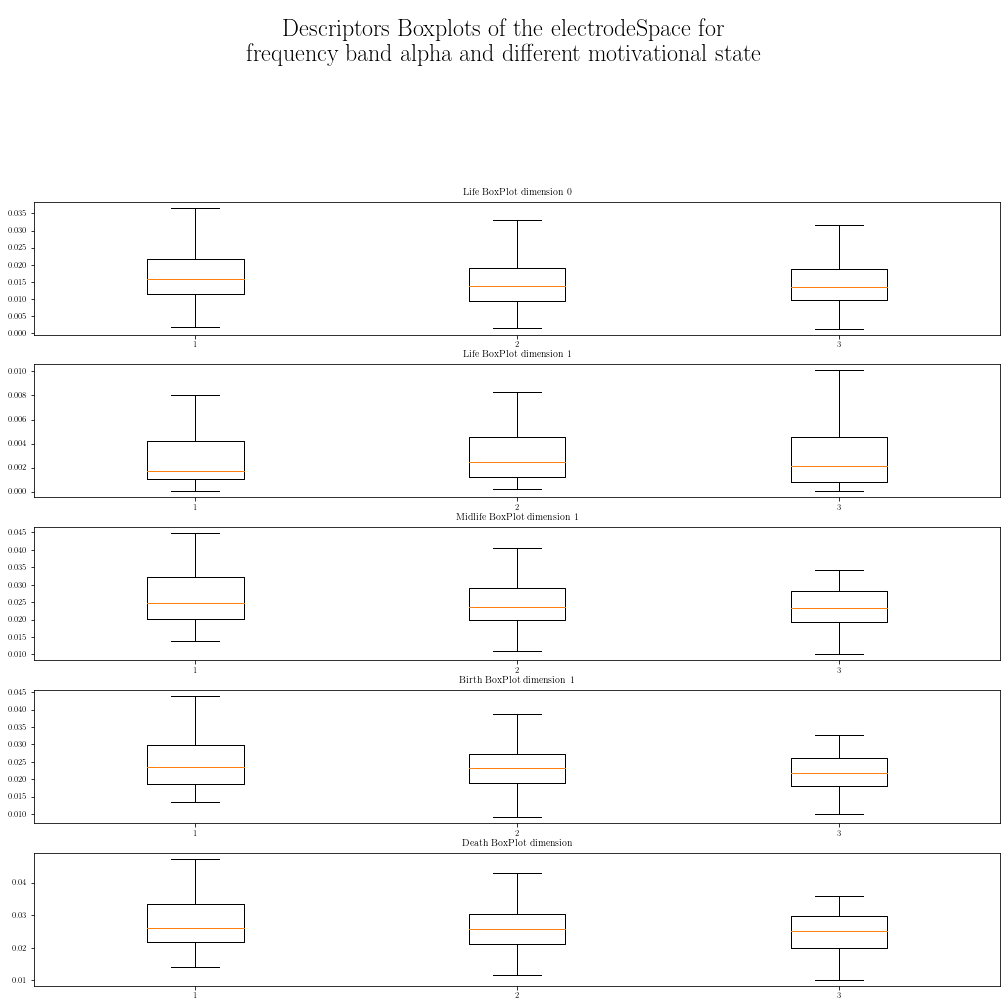 Descriptors Boxplots of the electrodeSpace for
frequency band alpha and different motivational state
Life BoxPlot dimension 0
0.035
0.030
0.025
0.020
0.015
0.010
0.005
0.000
1 2 3
Life BoxPlot dimension 1
0.010
0.008
0.006
0.004
0.002
0.000
1 2 3
Midlife BoxPlot dimension 1
0.045
0.040
0.035
0.030
0.025
0.020
0.015
0.010
1 2 3
Birth BoxPlot dimension 1
0.045
0.040
0.035
0.030
0.025
0.020
0.015
0.010
1 2 3
Death BoxPlot dimension
0.04
0.03
0.02
0.01
1 2 3